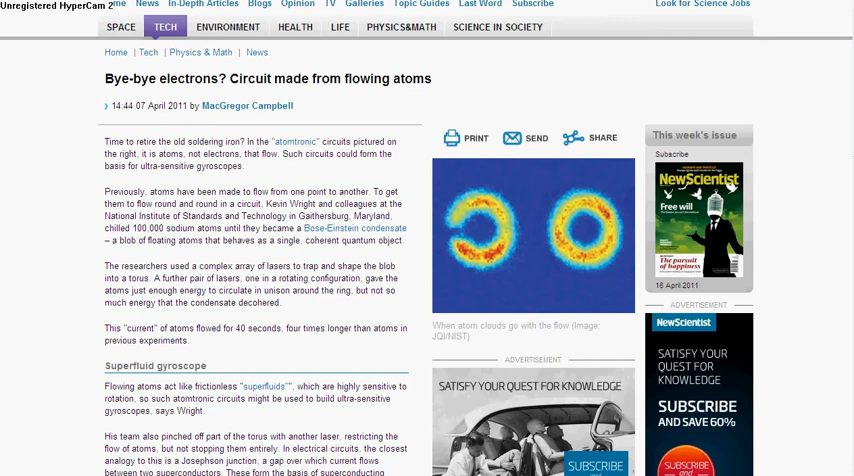 Unregistered HyperCam 2
me News In-Depth Articles Blogs Opinion TV Galleries Topic Guides Last Word Subscribe Look for Science Jobs
SPACE TECH ENVIRONMENT HEALTH LIFE PHYSICS&MATH SCIENCE IN SOCIETY
Home | Tech | Physics & Math | News
Bye-bye electrons? Circuit made from flowing atoms
14:44 07 April 2011 by MacGregor Campbell
Time to retire the old soldering iron? In the "atomtronic" circuits pictured on
the right, it is atoms, not electrons, that flow. Such circuits could form the
basis for ultra-sensitive gyroscopes.
Previously, atoms have been made to flow from one point to another. To get
them to flow round and round in a circuit, Kevin Wright and colleagues at the
National Institute of Standards and Technology in Gaithersburg, Maryland,
chilled 100,000 sodium atoms until they became a Bose-Einstein condensate
– a blob of floating atoms that behaves as a single, coherent quantum object.
The researchers used a complex array of lasers to trap and shape the blob
into a torus. A further pair of lasers, one in a rotating configuration, gave the
atoms just enough energy to circulate in unison around the ring, but not so
much energy that the condensate decohered.
This "current" of atoms flowed for 40 seconds, four times longer than atoms in
previous experiments.
Superfluid gyroscope
Flowing atoms act like frictionless "superfluids"", which are highly sensitive to
rotation, so such atomtronic circuits might be used to build ultra-sensitive
gyroscopes, says Wright.
His team also pinched off part of the torus with another laser, restricting the
flow of atoms, but not stopping them entirely. In electrical circuits, the closest
analogy to this is a Josephson junction, a gap over which current flows
between two superconductors. These form the basis of superconducting
PRINT SEND SHARE
When atom clouds go with the flow (Image:
JQI/NIST)
ADVERTISEMENT
SATISFY YOUR QUEST FOR KNOWLEDGE
SUBSCRIBE
and
This week's issue
Subscribe
NewScientist
Free will
The pursuit
of happiness
16 April 2011
ADVERTISEMENT
NewScientist
SATISFY YOUR
QUEST FOR
KNOWLEDGE
SUBSCRIBE
AND SAVE 60%
SUBSCRIBE
and